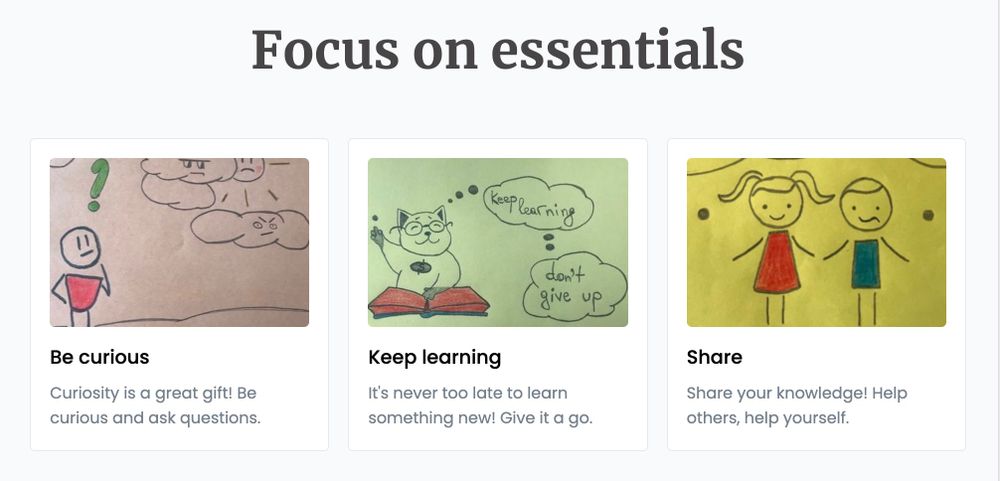 Focus on essentials
?
Keep learning
don't
give up
Be curious
Curiosity is a great gift! Be
curious and ask questions.
Keep learning
It's never too late to learn
something new! Give it a go.
Share
Share your knowledge! Help
others, help yourself.